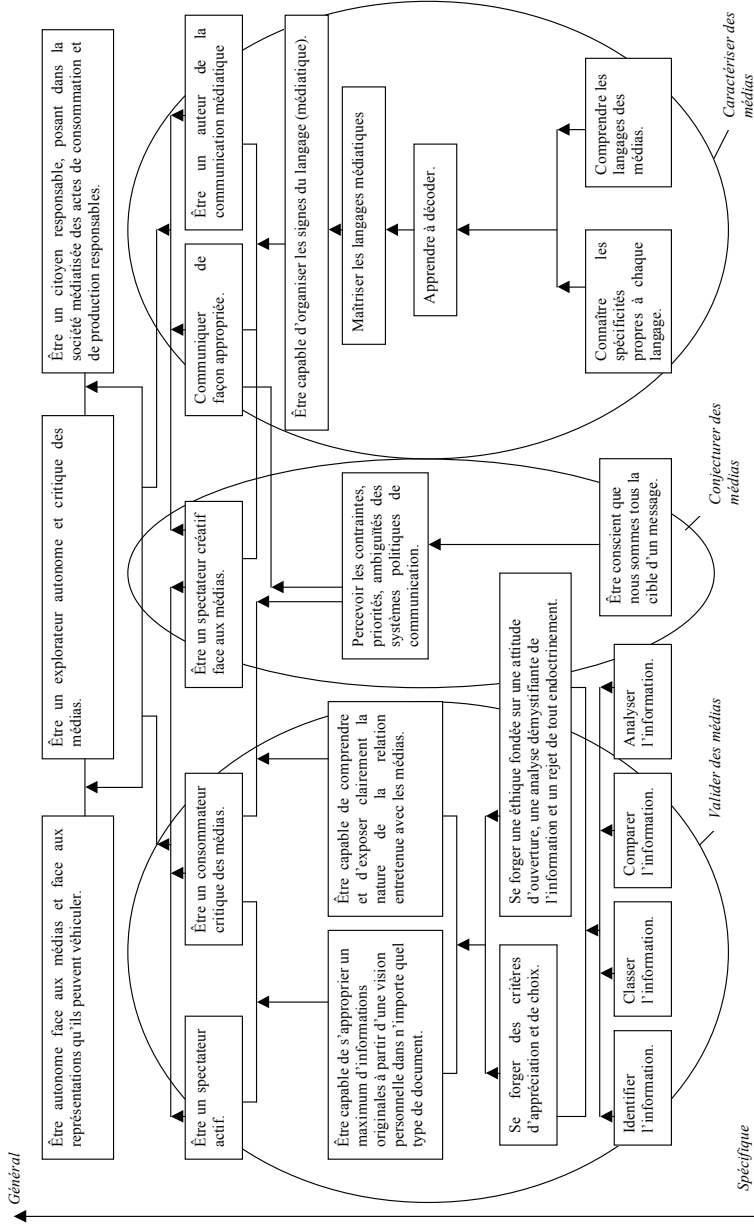 Général
Être autonome face aux médias et face aux
représentations qu'ils peuvent véhiculer.
Être un explorateur autonome et critique des
médias.
Être un citoyen responsable, posant dans la
société médiatisée des actes de consommation et
de production responsables.
Être un spectateur
actif.
Être un consommateur
critique des médias.
Être un spectateur créatif
face aux médias.
Communiquer de
façon appropriée.
Être un auteur de la
communication médiatique
Être capable d'organiser les signes du langage (médiatique).
Être capable de s'approprier un
maximum d'informations
originales à partir d'une vision
personnelle dans n'importe quel
type de document.
Être capable de comprendre
et d'exposer clairement la
nature de la relation
entretenue avec les médias.
Percevoir les contraintes,
priorités, ambiguïtés des
systèmes politiques de
communication.
Maîtriser les langages médiatiques
Apprendre à décoder.
Se forger des critères
d'appréciation et de choix.
Se forger une éthique fondée sur une attitude
d'ouverture, une analyse démystifiante de
l'information et un rejet de tout endoctrinement.
Identifier
l'information.
Classer
l'information.
Comparer
l'information.
Analyser
l'information.
Être conscient que
nous sommes tous la
cible d'un message.
Connaître les
spécificités
propres à chaque
langage.
Comprendre les
langages des
médias.
Spécifique
Valider des médias
Conjecturer des
médias
Caractériser des
médias